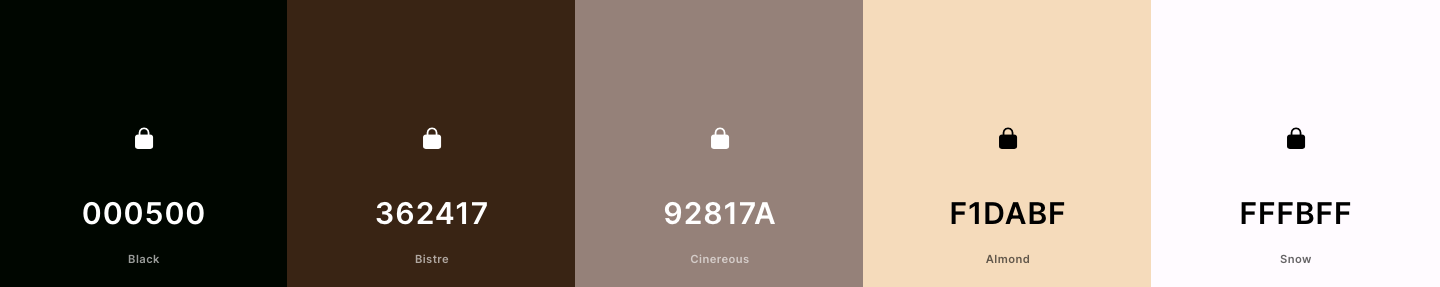 000500 362417 92817A F1DABF FFFBFF
Black Bistre Cinereous Almond Snow